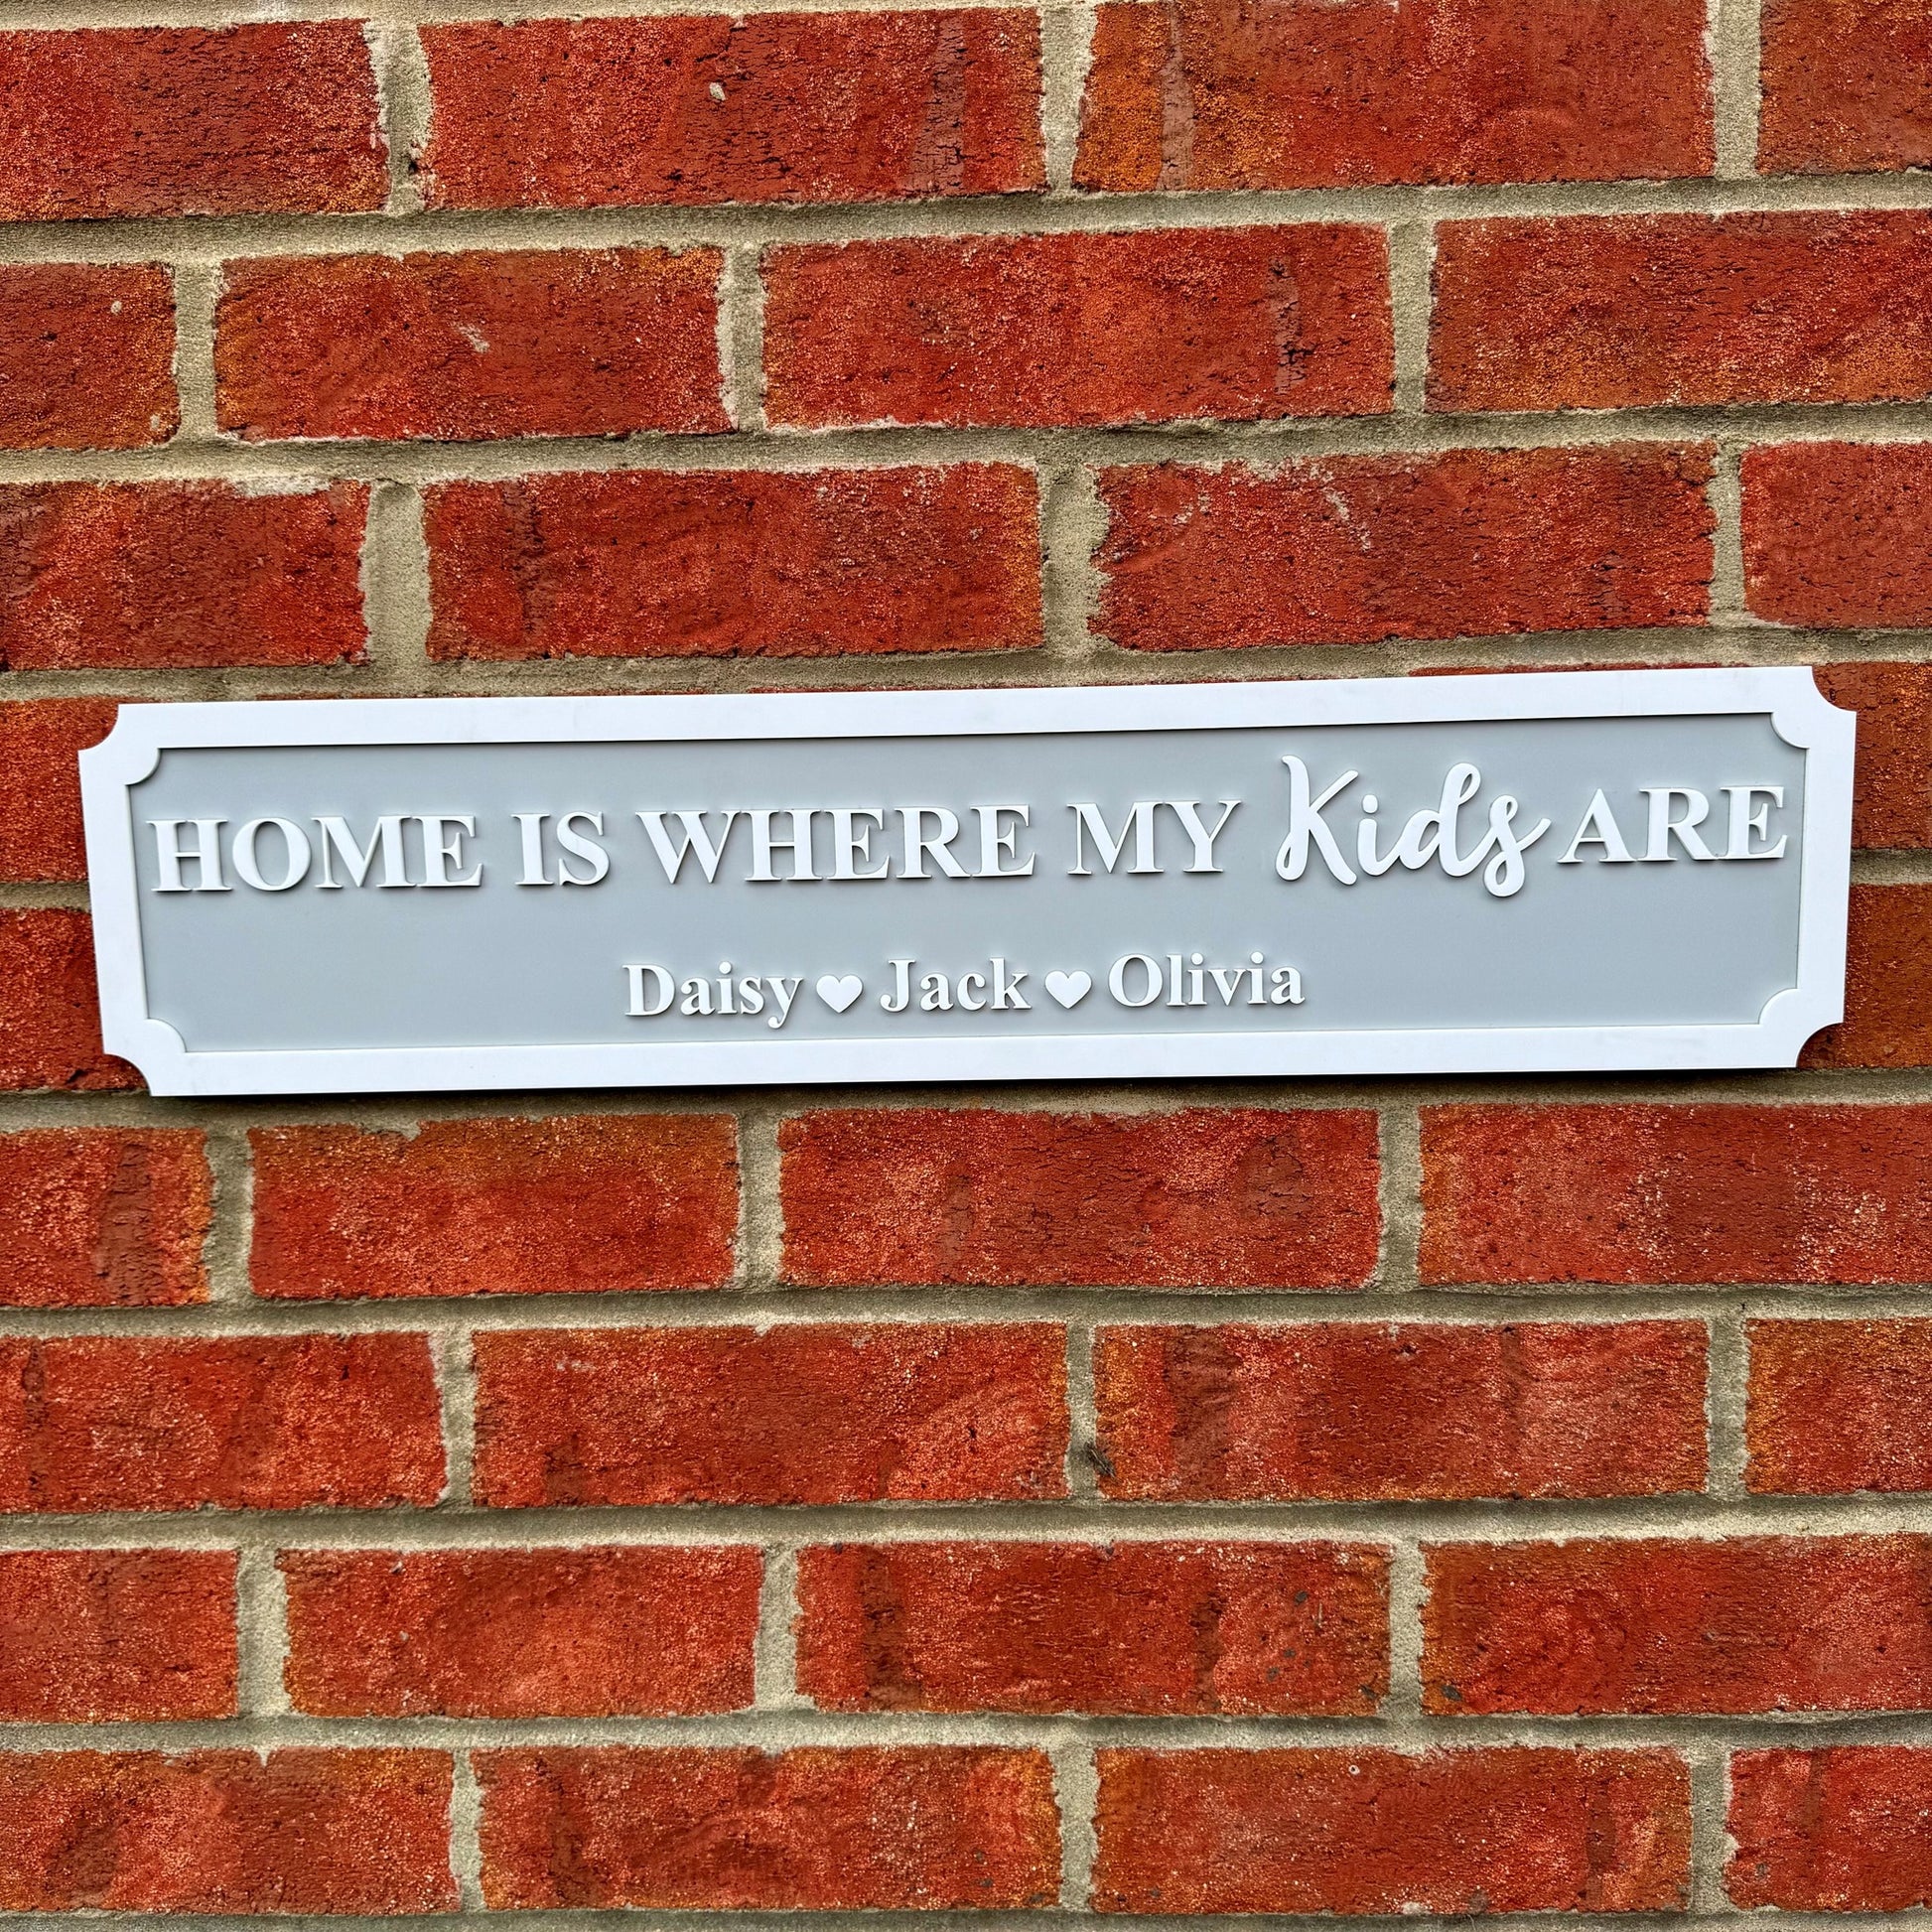 HOME IS WHERE MY Kids ARE
Daisy ♥ Jack ♥ Olivia